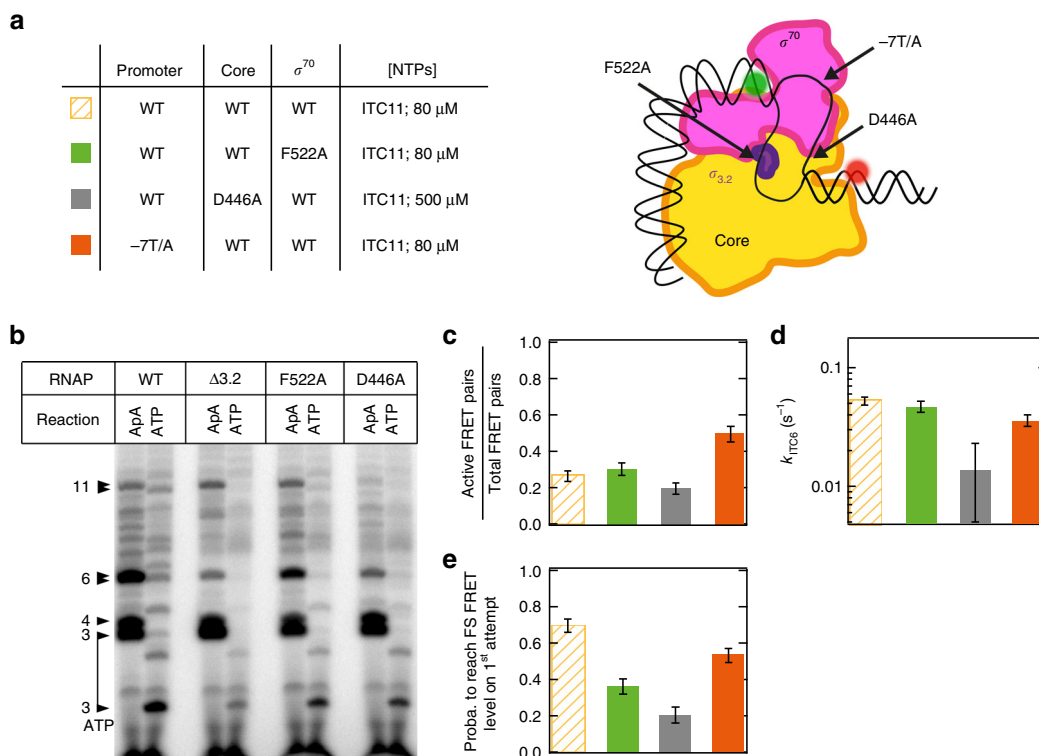 a
Promoter Core σ70 [NTPs]
WT WT WT ITC11; 80 μM
WT WT F522A ITC11; 80 μM
WT D446A WT ITC11; 500 μM
–7T/A WT WT ITC11; 80 μM
σ70
–7T/A
F522A
D446A
σ3.2
Core
b
RNAP WT Δ3.2 F522A D446A
Reaction ApA ATP ApA ATP ApA ATP ApA ATP
11
6
4
3
3
ATP
c
Active FRET pairs
Total FRET pairs
1.0
0.8
0.6
0.4
0.2
0.0
d
kITC6 (s–1)
0.1
0.01
e
Proba. to reach FS FRET
level on 1st attempt
1.0
0.8
0.6
0.4
0.2
0.0